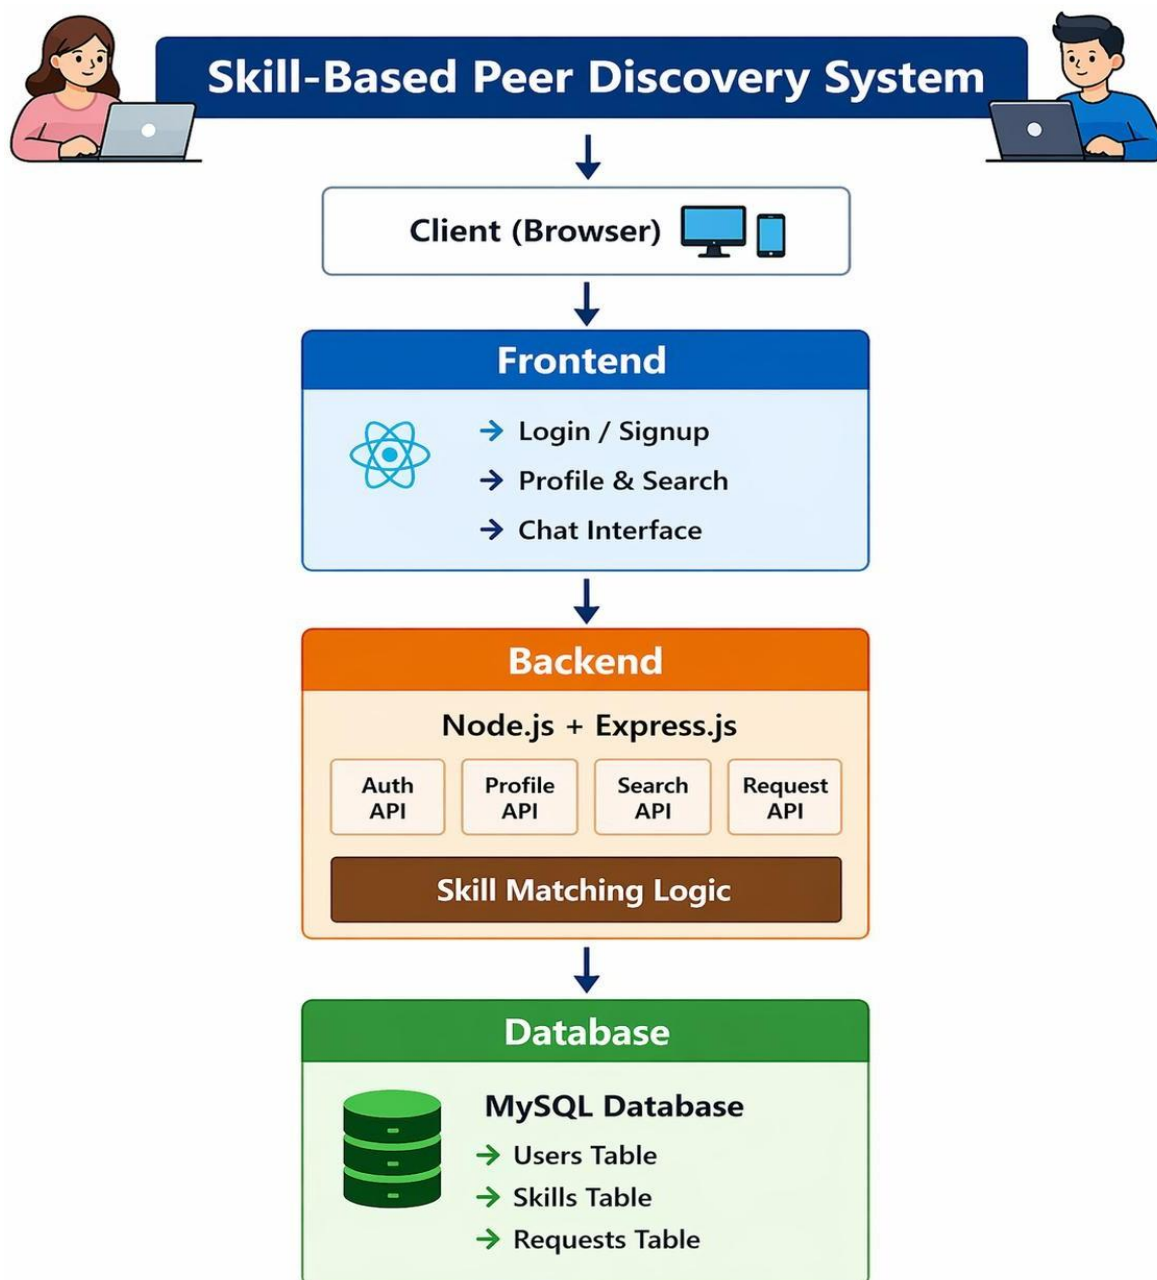 Skill-Based Peer Discovery System
Client (Browser)
Frontend
→ Login / Signup
→ Profile & Search
→ Chat Interface
Backend
Node.js + Express.js
Auth API
Profile API
Search API
Request API
Skill Matching Logic
Database
MySQL Database
→ Users Table
→ Skills Table
→ Requests Table